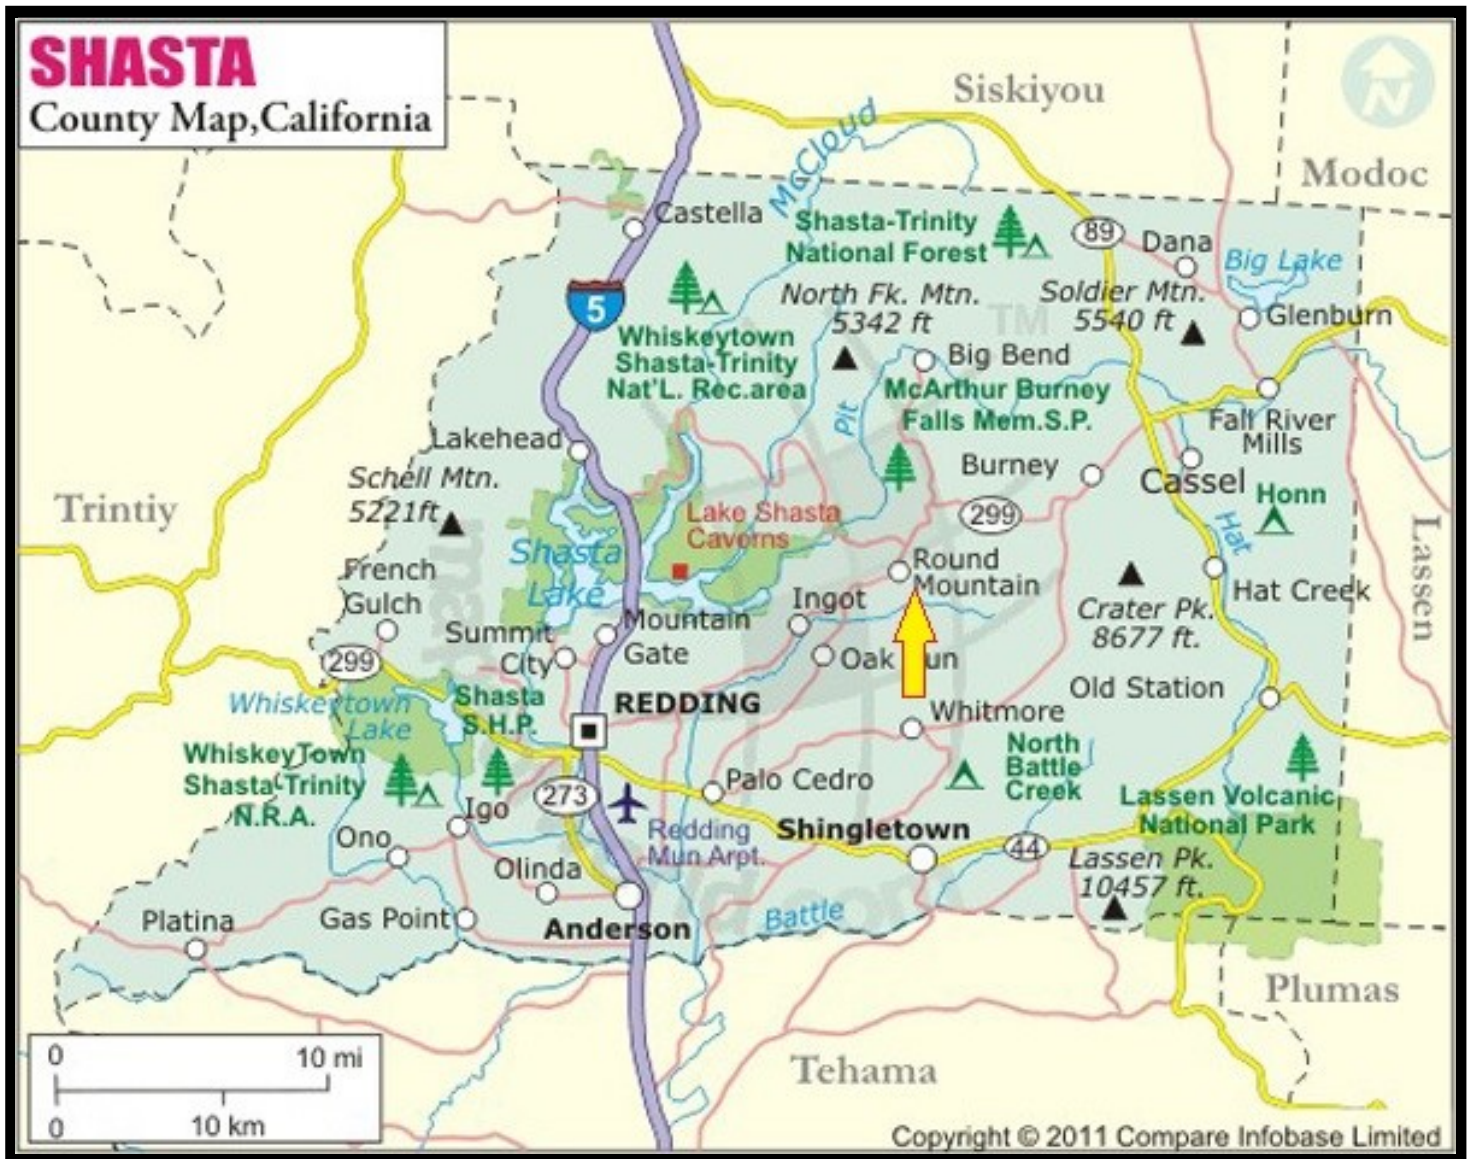 SHASTA
County Map,California
Siskiyou
N
Modoc
McCloud
Castella
Shasta-Trinity
National Forest
89
Dana
Big Lake
North Fk. Mtn.
5342 ft
Soldier Mtn.
5540 ft
TM
Glenburn
5
Whiskeytown
Shasta-Trinity
Nat'L. Rec.area
Big Bend
McArthur Burney
Falls Mem.S.P.
Pit
Fall River
Mills
Lakehead
Burney
Cassel
Honn
Schell Mtn.
5221ft
Trintiy
Lake Shasta
Caverns
299
Hat
Lassen
Shasta
Lake
French
Gulch
Round
Mountain
Ingot
Crater Pk.
8677 ft.
Hat Creek
Summit
City
Mountain
Gate
299
Oak un
Old Station
Whiskeytown
Lake
Shasta
S.H.P.
REDDING
Whitmore
WhiskeyTown
Shasta-Trinity
N.R.A.
North
Battle
Creek
Palo Cedro
273
Igo
Lassen Volcanic
National Park
Ono
Redding
Mun Arpt.
Shingletown
44
Lassen Pk.
10457 ft.
Olinda
Platina
Gas Point
Anderson
Battle
Plumas
Tehama
0 10 mi
0 10 km
Copyright © 2011 Compare Infobase Limited